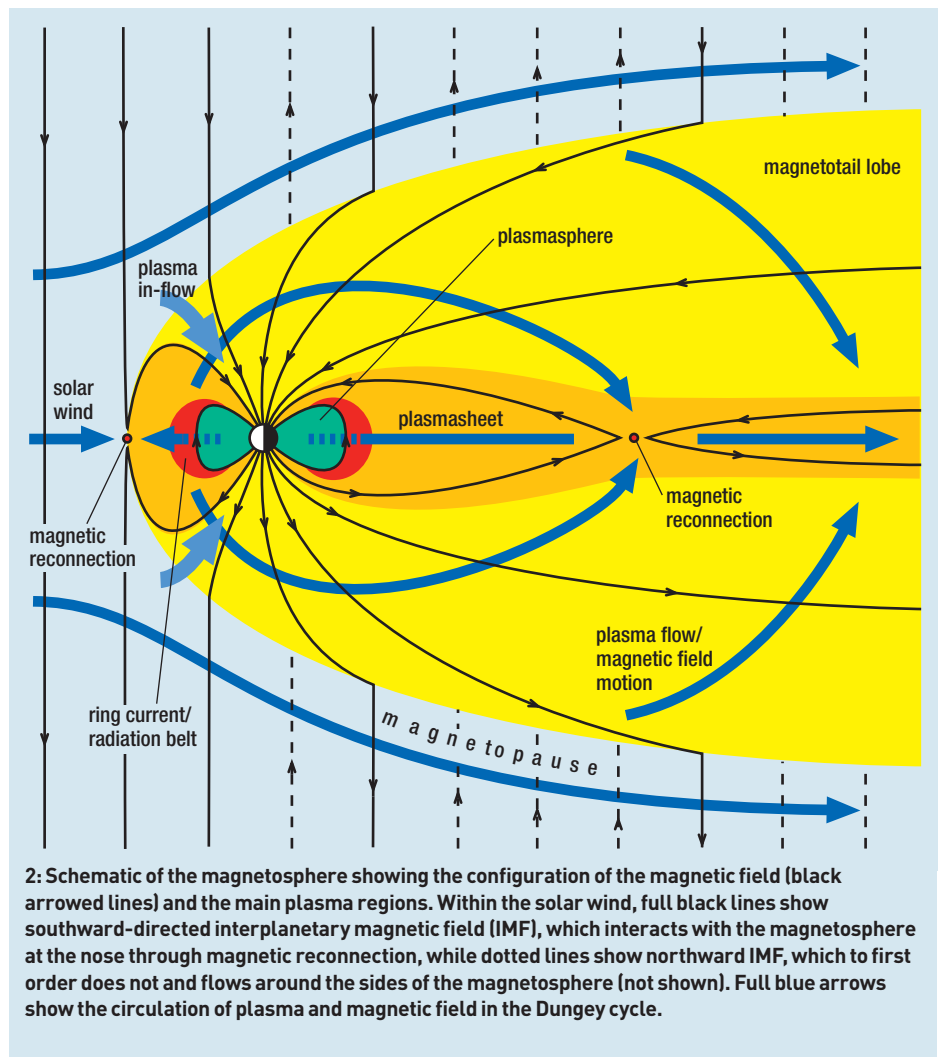 magnetotail lobe
plasmasphere
plasma
in-flow
solar
wind
plasmasheet
magnetic
reconnection
magnetic
reconnection
plasma flow/
magnetic field
motion
ring current/
radiation belt
magnetopause
2: Schematic of the magnetosphere showing the configuration of the magnetic field (black
arrowed lines) and the main plasma regions. Within the solar wind, full black lines show
southward-directed interplanetary magnetic field (IMF), which interacts with the magnetosphere
at the nose through magnetic reconnection, while dotted lines show northward IMF, which to first
order does not and flows around the sides of the magnetosphere (not shown). Full blue arrows
show the circulation of plasma and magnetic field in the Dungey cycle.